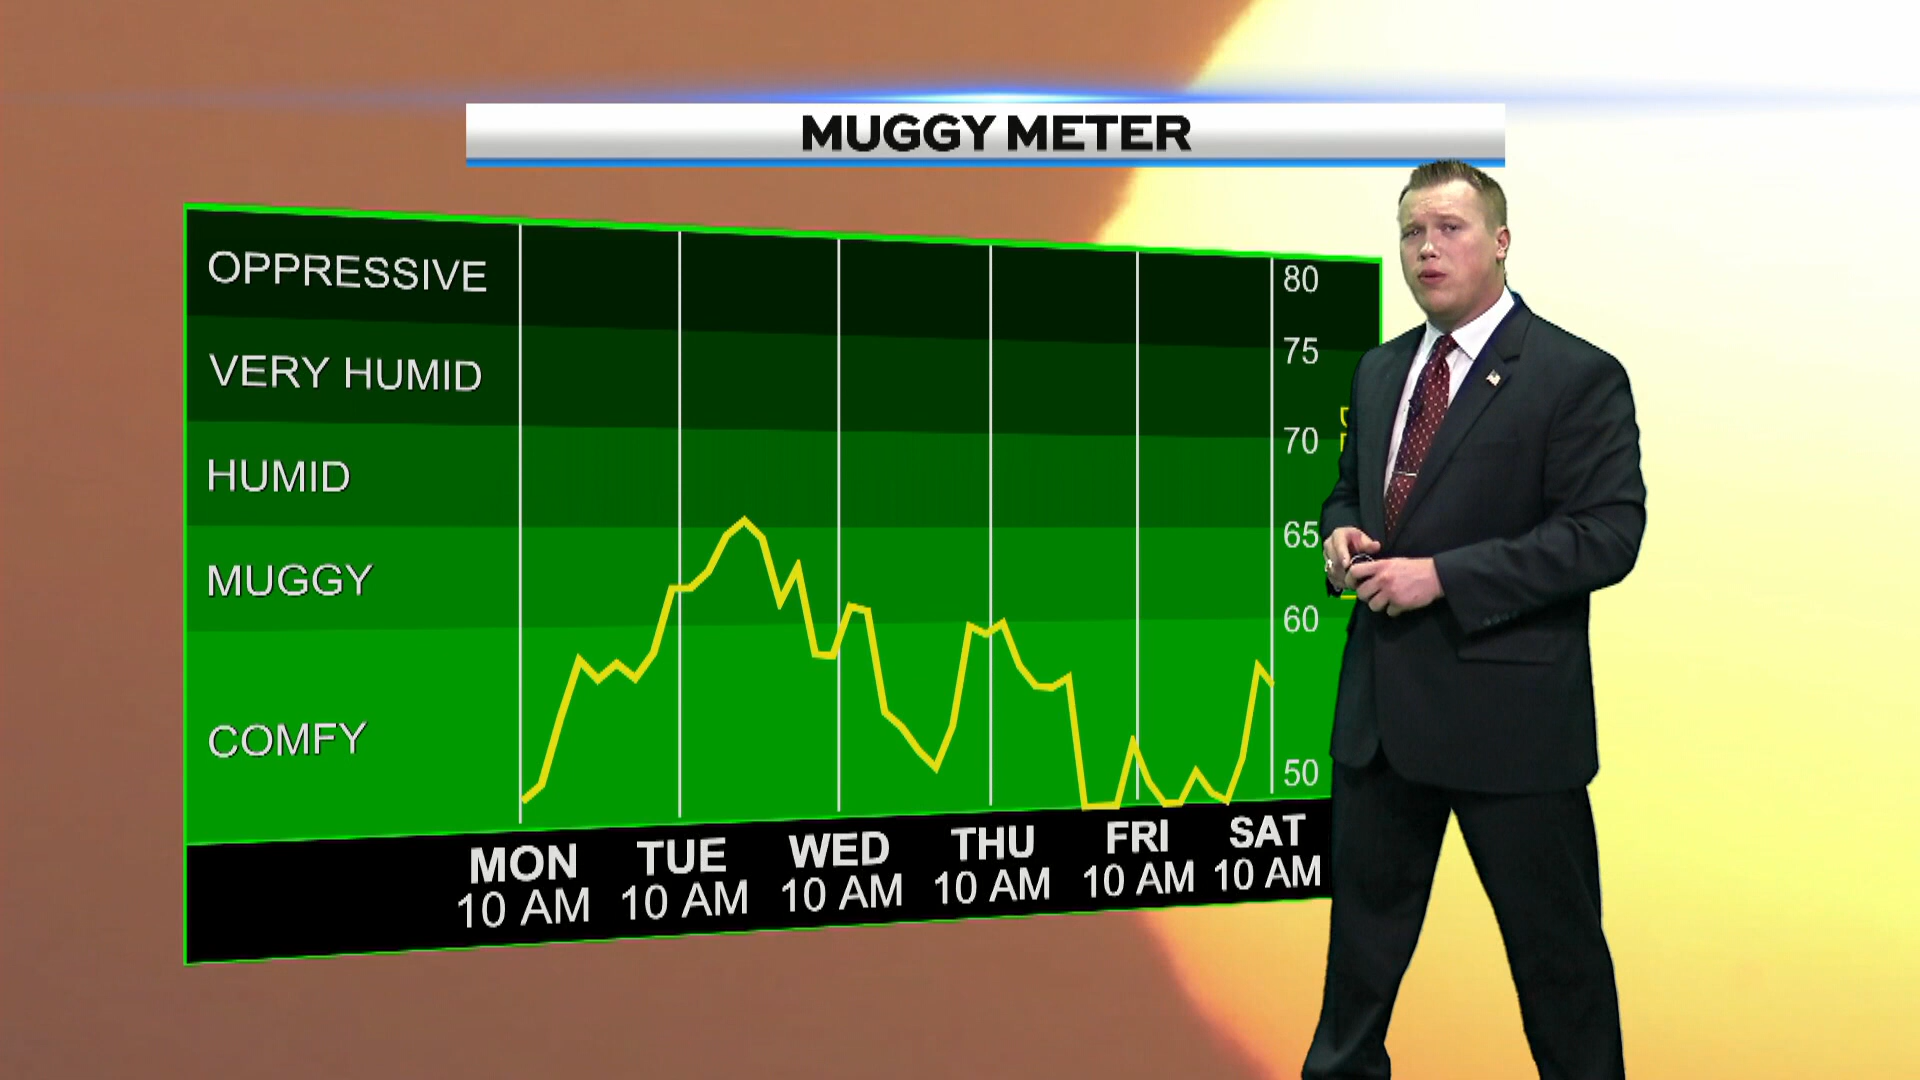 MUGGY METER
OPPRESSIVE
VERY HUMID
HUMID
MUGGY
COMFY
80
75
70
65
60
50
MON TUE WED THU FRI SAT
10 AM 10 AM 10 AM 10 AM 10 AM 10 AM